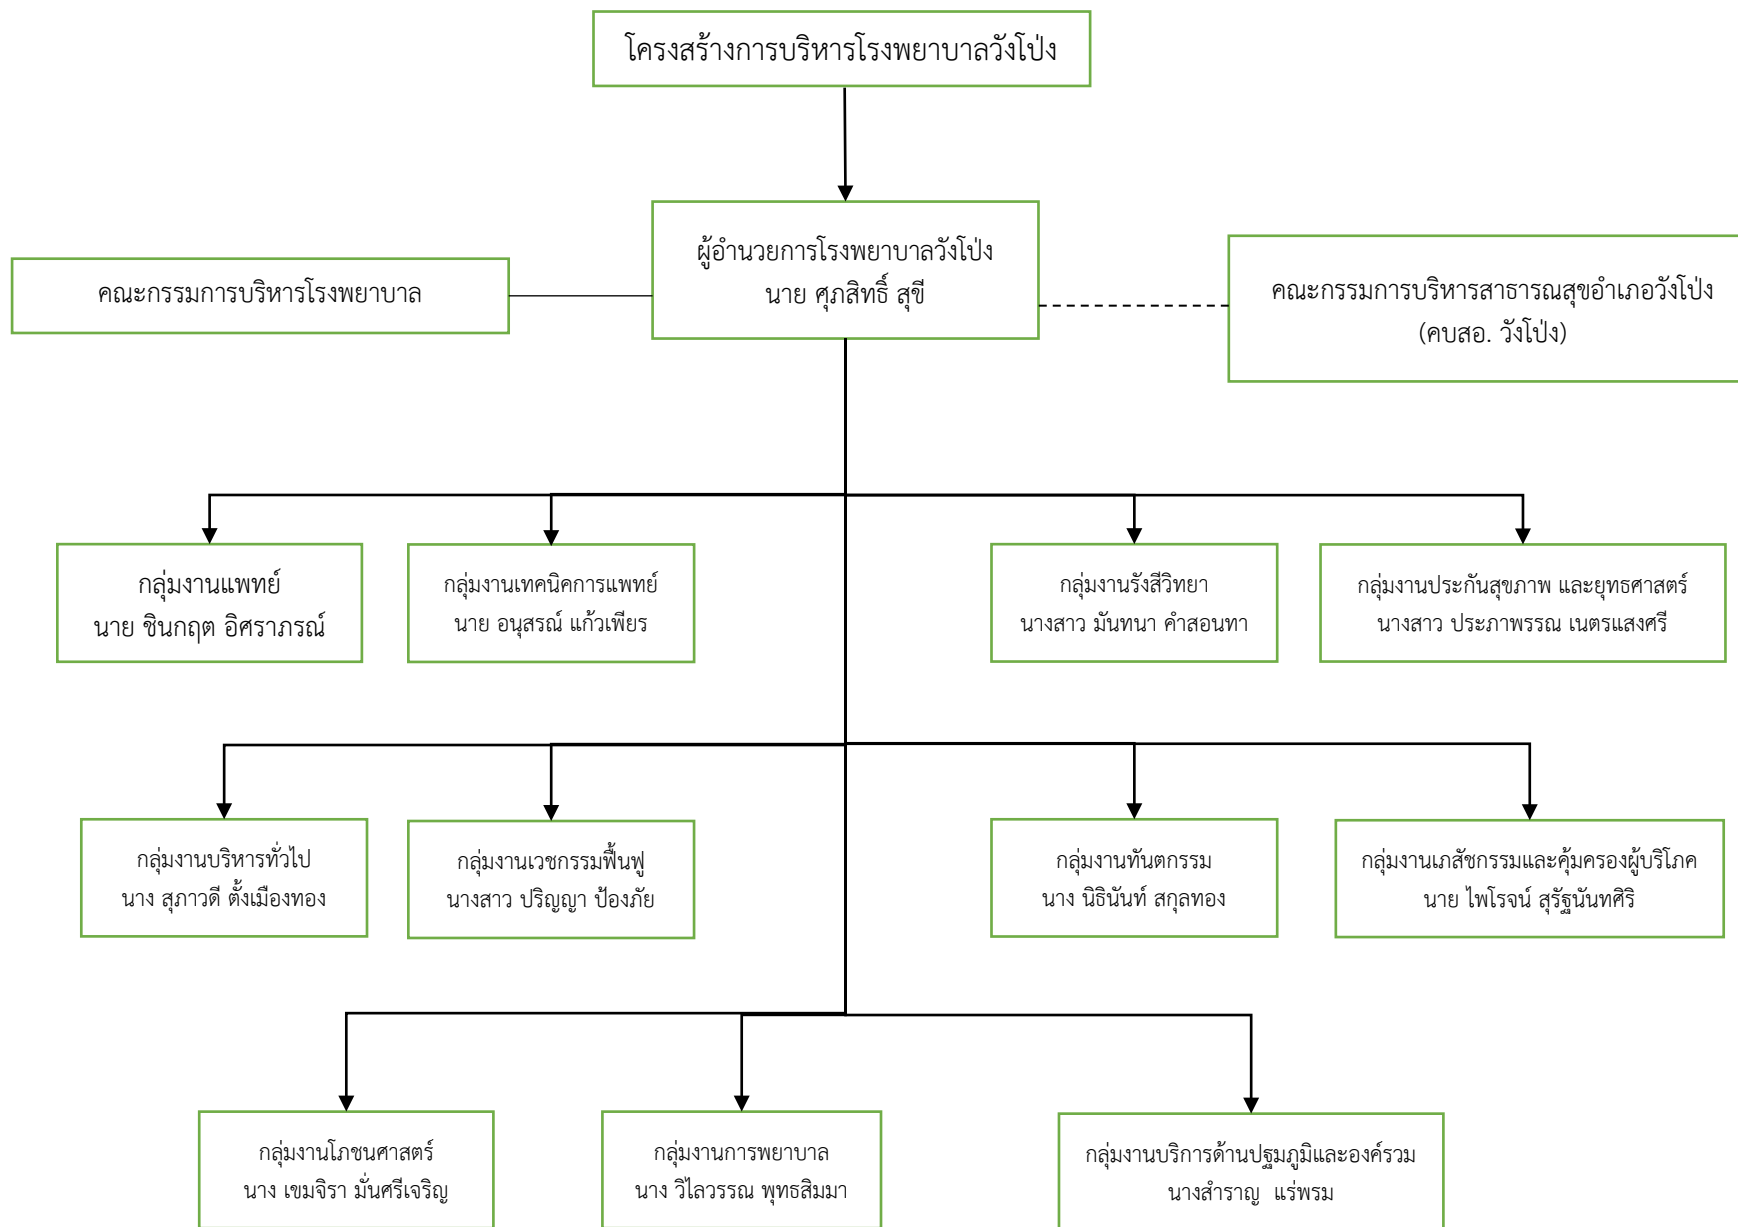 โครงสร้างการบริหารโรงพยาบาลวังโป่ง
ผู้อำนวยการโรงพยาบาลวังโป่ง
นาย ศุภสิทธิ์ สุขี
คณะกรรมการบริหารโรงพยาบาล
คณะกรรมการบริหารสาธารณสุขอำเภอวังโป่ง
(คบสอ. วังโป่ง)
กลุ่มงานแพทย์
นาย ชินกฤต อิศราภรณ์
กลุ่มงานเทคนิคการแพทย์
นาย อนุสรณ์ แก้วเพียร
กลุ่มงานรังสีวิทยา
นางสาว มันทนา คำสอนทา
กลุ่มงานประกันสุขภาพ และยุทธศาสตร์
นางสาว ประภาพรรณ เนตรแสงศรี
กลุ่มงานบริหารทั่วไป
นาง สุภาวดี ตั้งเมืองทอง
กลุ่มงานเวชกรรมฟื้นฟู
นางสาว ปริญญา ป้องภัย
กลุ่มงานทันตกรรม
นาง นิธินันท์ สกุลทอง
กลุ่มงานเภสัชกรรมและคุ้มครองผู้บริโภค
นาย ไพโรจน์ สุรัฐนันทศิริ
กลุ่มงานโภชนศาสตร์
นาง เขมจิรา มั่นศรีเจริญ
กลุ่มงานการพยาบาล
นาง วิไลวรรณ พุทธสิมมา
กลุ่มงานบริการด้านปฐมภูมิและองค์รวม
นางสำราญ แร่พรม